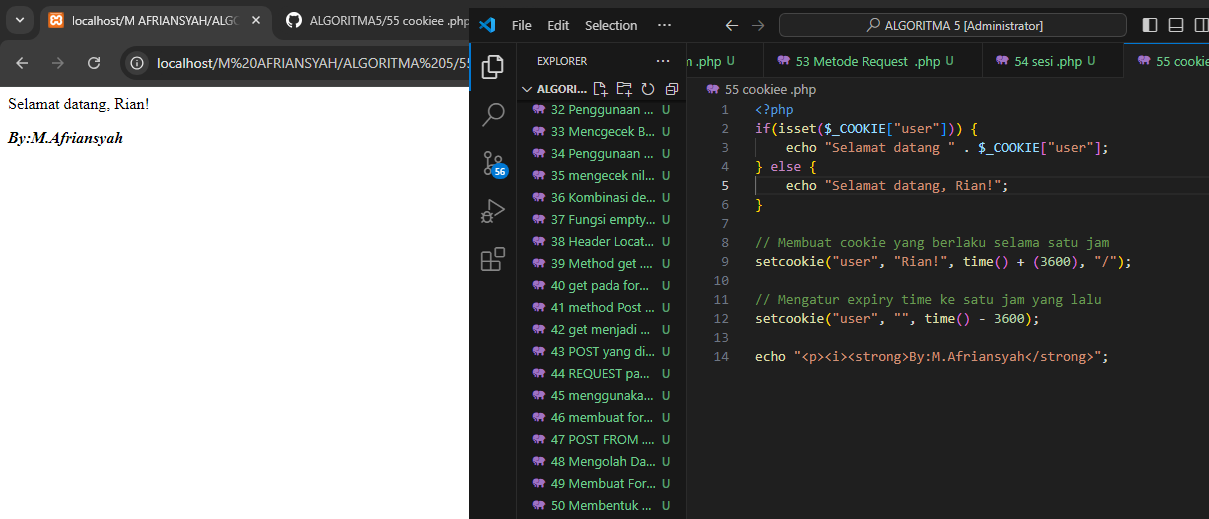 localhost/M AFRIANSYAH/ALGO
ALGORITMA5/55 cookiee .php
localhost/M%20AFRIANSYAH/ALGORITMA%205/55
Selamat datang, Rian!
By:M.Afriansyah
File Edit Selection ···
ALGORITMA 5 [Administrator]
EXPLORER ···
ALGORI...
32 Penggunaan ... U
33 Mencgecek B... U
34 Penggunaan ... U
35 mengecek nil... U
36 Kombinasi de... U
37 Fungsi empty... U
38 Header Locat... U
39 Method get .... U
40 get pada for... U
41 method Post ... U
42 get menjadi ... U
43 POST yang di... U
44 REQUEST pa... U
45 menggunaka... U
46 membuat for... U
47 POST FROM .... U
48 Mengolah Da... U
49 Membuat For... U
50 Membentuk ... U
56
m .php U
53 Metode Request .php U
54 sesi .php U
55 cookie
55 cookiee .php
1 <?php
2 if(isset($_COOKIE["user"])) {
3 echo "Selamat datang " . $_COOKIE["user"];
4 } else {
5 echo "Selamat datang, Rian!";
6 }
7
8 // Membuat cookie yang berlaku selama satu jam
9 setcookie("user", "Rian!", time() + (3600), "/");
10
11 // Mengatur expiry time ke satu jam yang lalu
12 setcookie("user", "", time() - 3600);
13
14 echo "<p><i><strong>By:M.Afriansyah</strong>";